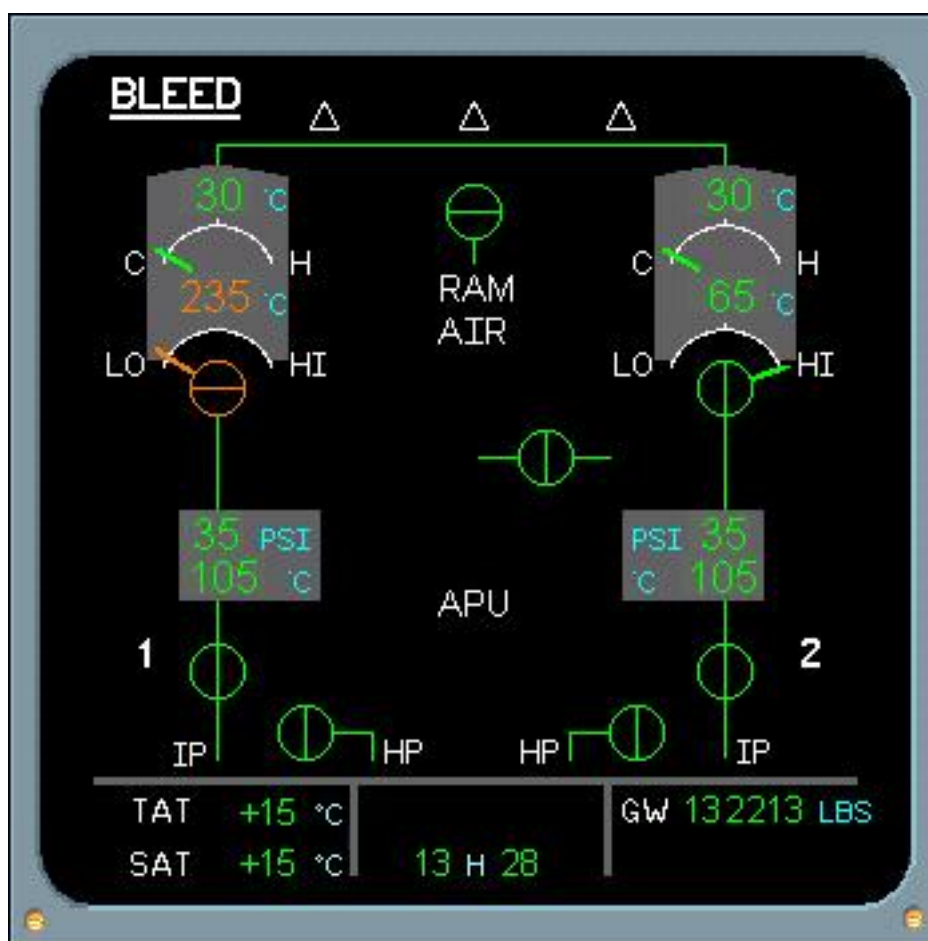 BLEED
30 °C
30 °C
C H
C H
RAM
AIR
235 °C
65 °C
LO HI
LO HI
35 PSI
PSI 35
105 °C
°C 105
APU
1
2
IP HP
HP IP
TAT +15 °C
GW 132213 LBS
SAT +15 °C
13 H 28